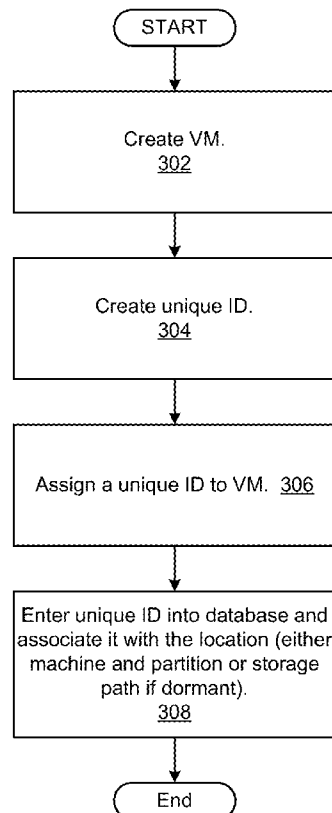 START
Create VM.
302
Create unique ID.
304
Assign a unique ID to VM. 306
Enter unique ID into database and
associate it with the location (either
machine and partition or storage
path if dormant).
308
End